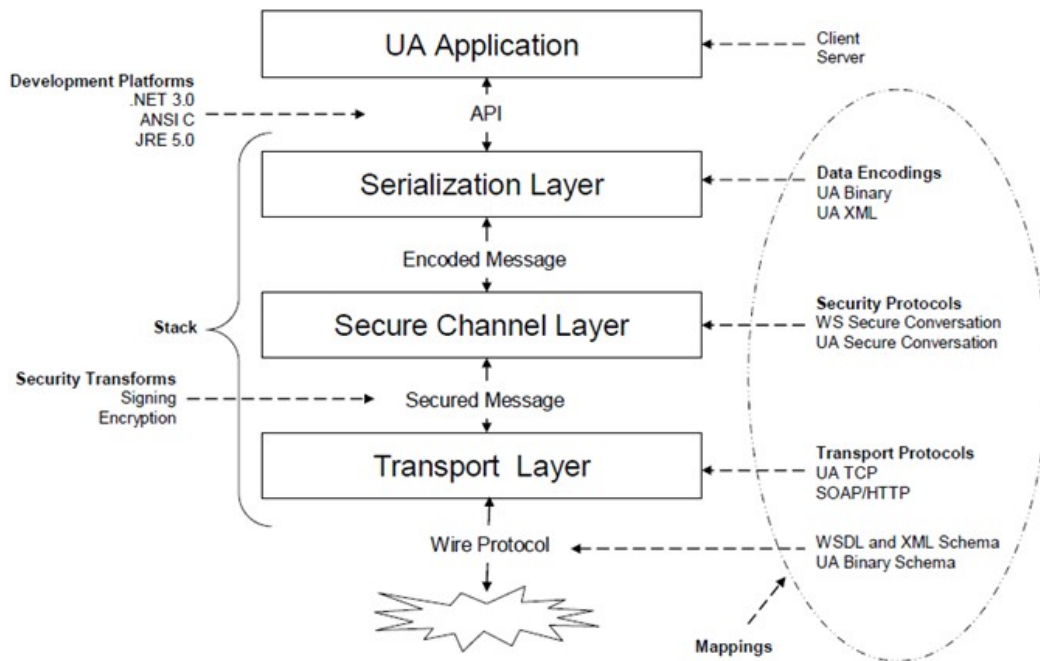 UA Application
Client
Server
Development Platforms
.NET 3.0
ANSI C
JRE 5.0
API
Serialization Layer
Data Encodings
UA Binary
UA XML
Encoded Message
Stack
Secure Channel Layer
Security Protocols
WS Secure Conversation
UA Secure Conversation
Security Transforms
Signing
Encryption
Secured Message
Transport Layer
Transport Protocols
UA TCP
SOAP/HTTP
Wire Protocol
WSDL and XML Schema
UA Binary Schema
Mappings